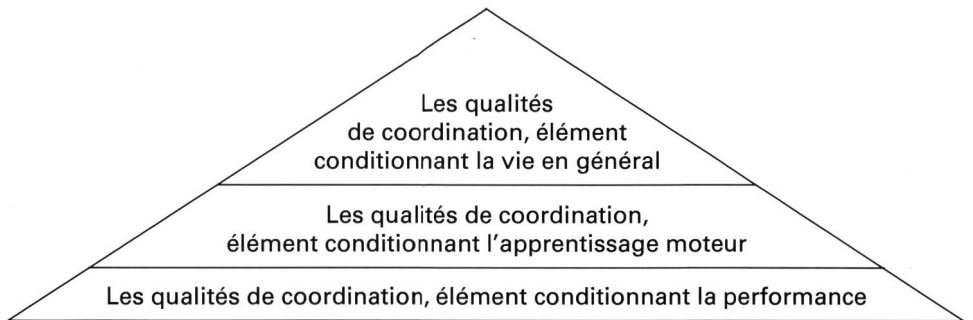 Les qualités
de coordination, élément
conditionnant la vie en général
Les qualités de coordination,
élément conditionnant l'apprentissage moteur
Les qualités de coordination, élément conditionnant la performance